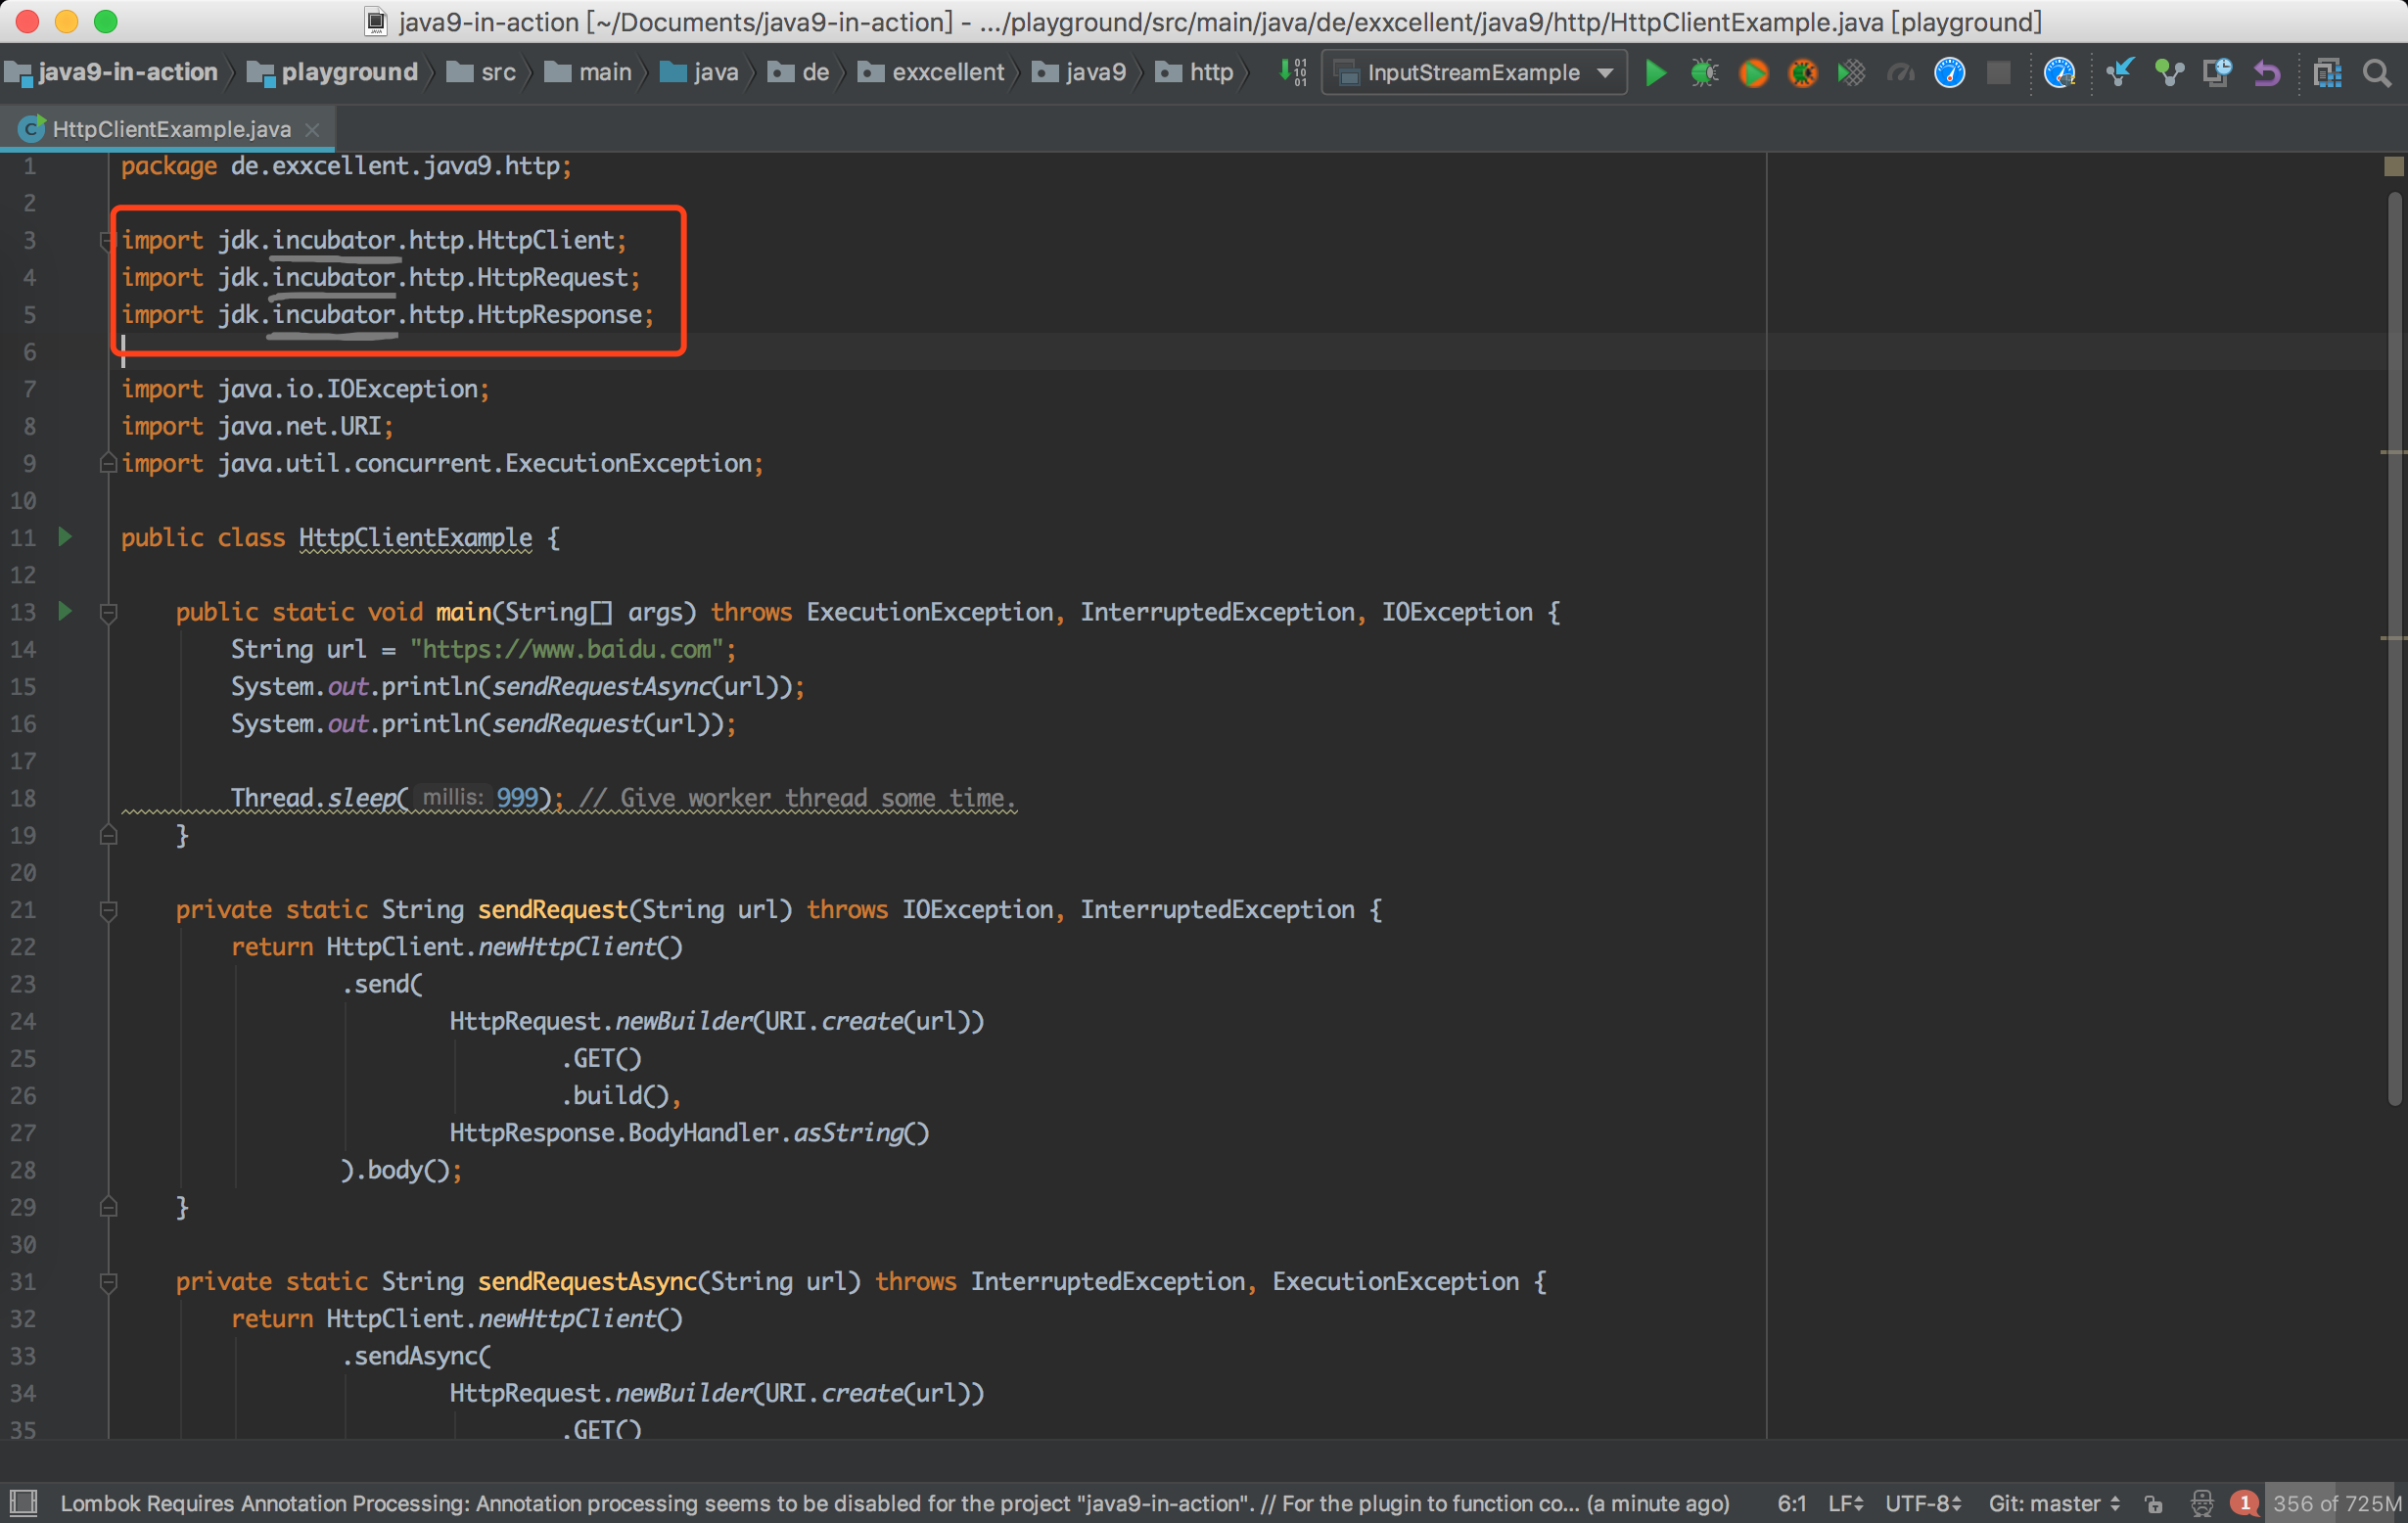 java9-in-action [~/Documents/java9-in-action] - .../playground/src/main/java/de/exxcellent/java9/http/HttpClientExample.java [playground]
java9-in-action playground src main java de exxcellent java9 http InputStreamExample
HttpClientExample.java
1 package de.exxcellent.java9.http;
2
3 import jdk.incubator.http.HttpClient;
4 import jdk.incubator.http.HttpRequest;
5 import jdk.incubator.http.HttpResponse;
6
7 import java.io.IOException;
8 import java.net.URI;
9 import java.util.concurrent.ExecutionException;
10
11 public class HttpClientExample {
12
13 public static void main(String[] args) throws ExecutionException, InterruptedException, IOException {
14 String url = "https://www.baidu.com";
15 System.out.println(sendRequestAsync(url));
16 System.out.println(sendRequest(url));
17
18 Thread.sleep( millis: 999); // Give worker thread some time.
19 }
20
21 private static String sendRequest(String url) throws IOException, InterruptedException {
22 return HttpClient.newHttpClient()
23 .send(
24 HttpRequest.newBuilder(URI.create(url))
25 .GET()
26 .build(),
27 HttpResponse.BodyHandler.asString()
28 ).body();
29 }
30
31 private static String sendRequestAsync(String url) throws InterruptedException, ExecutionException {
32 return HttpClient.newHttpClient()
33 .sendAsync(
34 HttpRequest.newBuilder(URI.create(url))
35 .GET()
Lombok Requires Annotation Processing: Annotation processing seems to be disabled for the project "java9-in-action". // For the plugin to function co... (a minute ago) 6:1 LF UTF-8 Git: master 1 356 of 725M